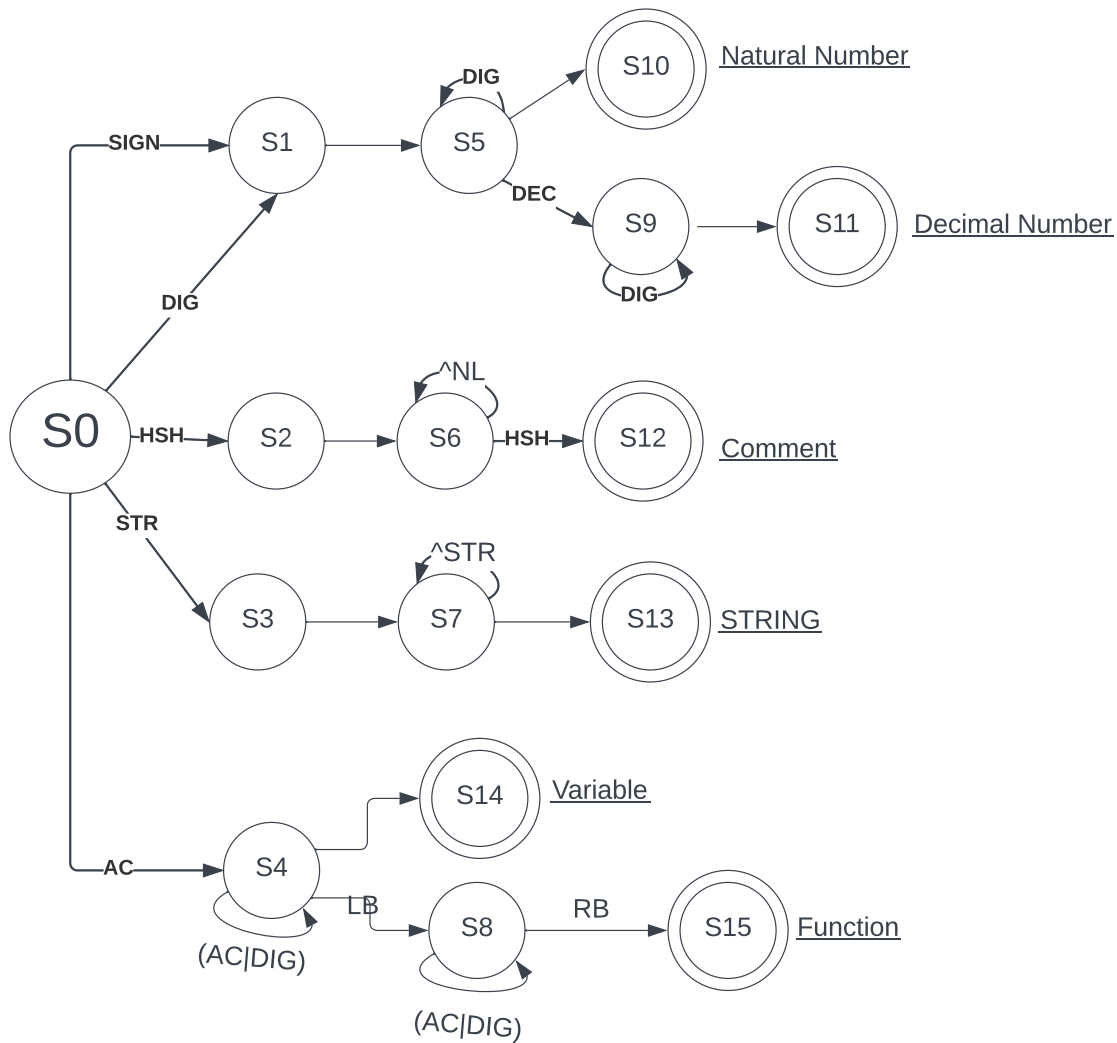 S10
Natural Number
DIG
SIGN
S1
S5
DEC
S9
S11
Decimal Number
DIG
DIG
^NL
S0
HSH
S2
S6
HSH
S12
Comment
STR
^STR
S3
S7
S13
STRING
S14
Variable
AC
S4
LB
RB
S8
S15
Function
(AC|DIG)
(AC|DIG)